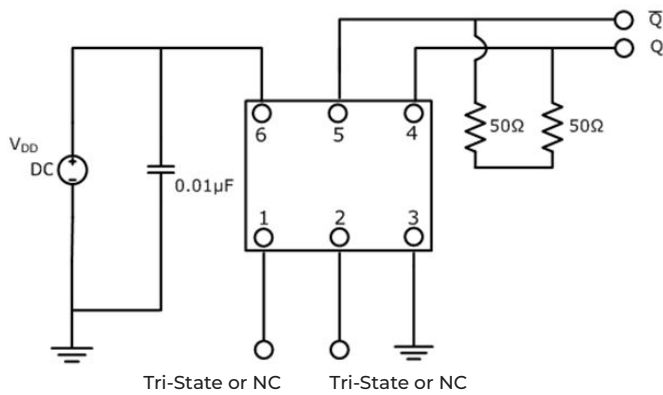 Q̅
Q
6
5
4
50Ω
50Ω
V_DD
DC
0.01µF
1
2
3
Tri-State or NC
Tri-State or NC